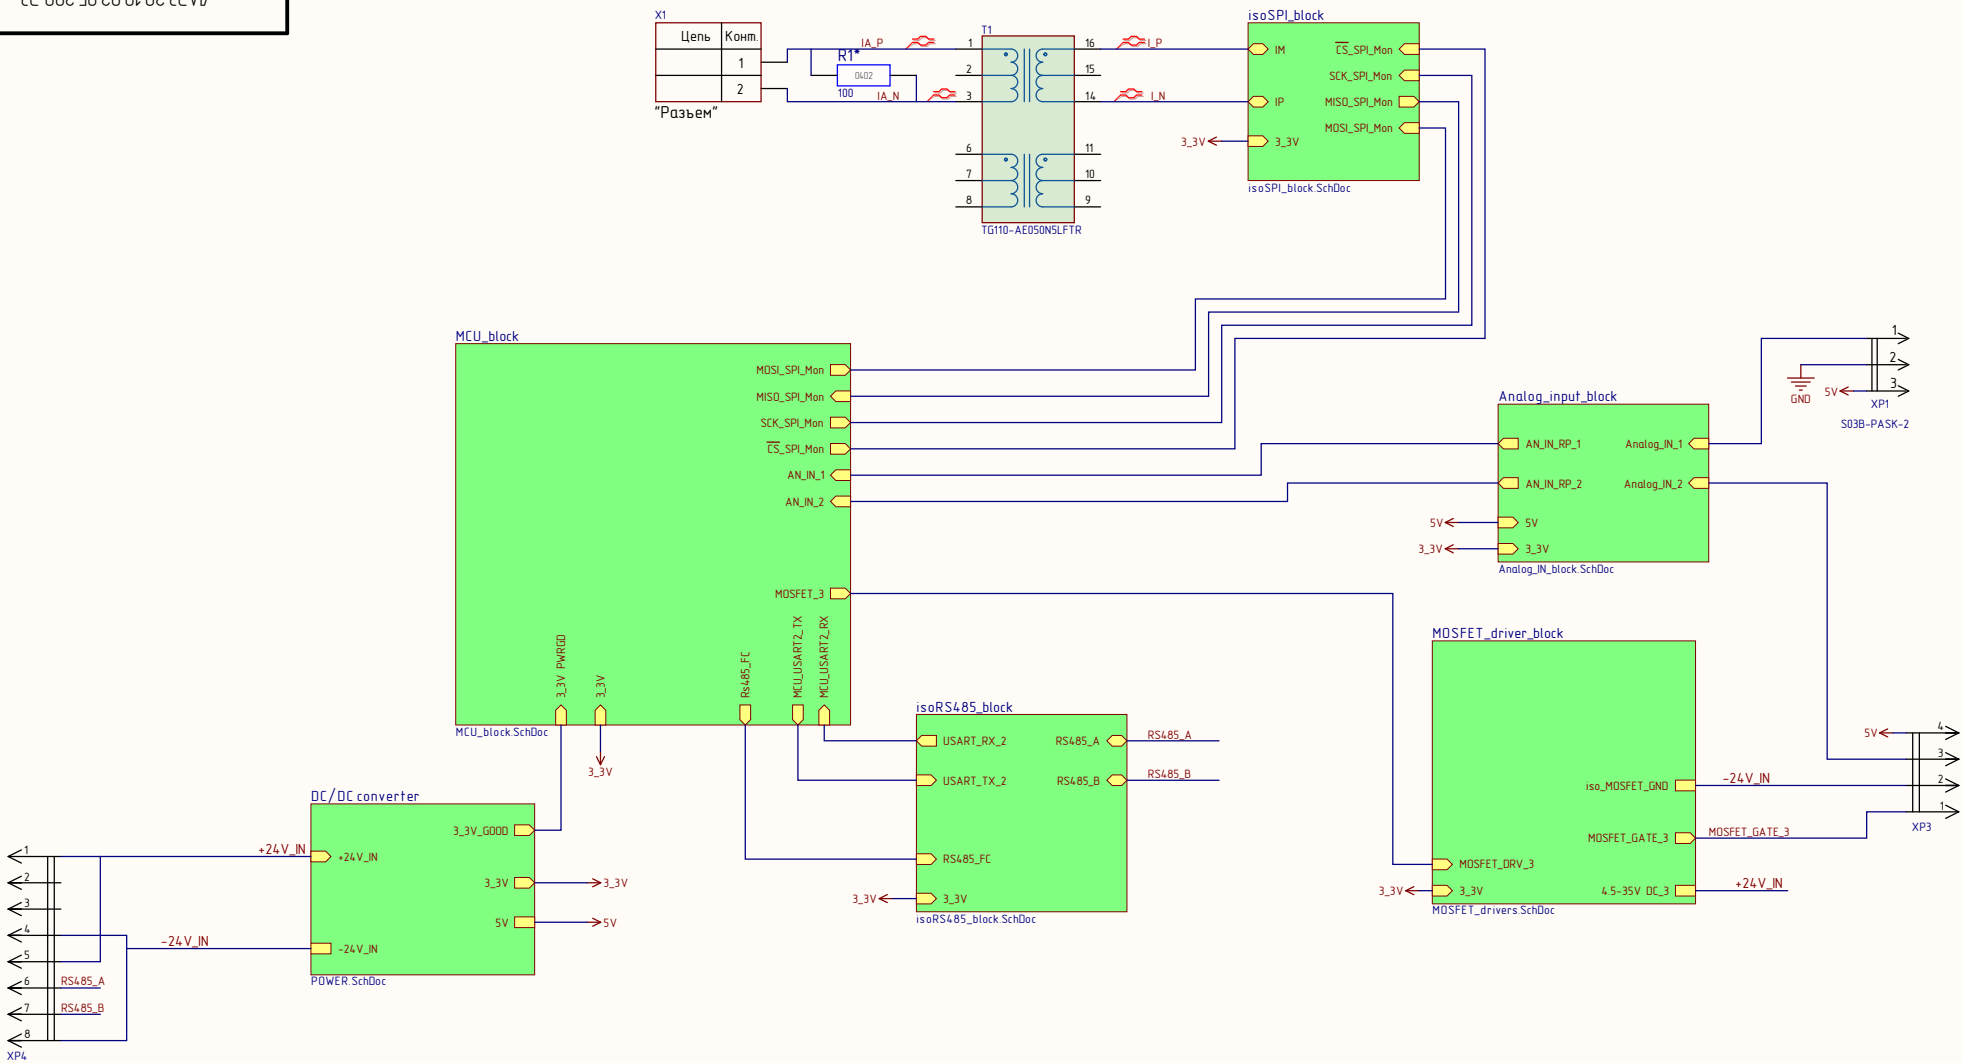 X1
Цепь Конт.
1
2
"Разъем"
IA_P
R1*
0402
100
IA_N
T1
1 16
2 15
3 14
6 11
7 10
8 9
TG110-AE050N5LFTR
I_P
I_N
isoSPI_block
IM CS_SPI_Mon
SCK_SPI_Mon
IP MISO_SPI_Mon
MOSI_SPI_Mon
3_3V 3_3V
isoSPI_block.SchDoc
MCU_block
MOSI_SPI_Mon
MISO_SPI_Mon
SCK_SPI_Mon
CS_SPI_Mon
AN_IN_1
AN_IN_2
MOSFET_3
3_3V PWRGD
3_3V
Rs485_FC
MCU_USART2_TX
MCU_USART2_RX
MCU_block.SchDoc
3_3V
1
2
3
GND
5V
XP1
S03B-PASK-2
Analog_input_block
AN_IN_RP_1 Analog_IN_1
AN_IN_RP_2 Analog_IN_2
5V 5V
3_3V 3_3V
Analog_IN_block.SchDoc
MOSFET_driver_block
iso_MOSFET_GND
MOSFET_GATE_3
MOSFET_DRV_3
3_3V 3_3V
4.5-35V DC_3
MOSFET_drivers.SchDoc
-24V_IN
MOSFET_GATE_3
+24V_IN
5V
4
3
2
1
XP3
isoRS485_block
USART_RX_2 RS485_A
USART_TX_2 RS485_B
RS485_FC
3_3V 3_3V
isoRS485_block.SchDoc
RS485_A
RS485_B
DC/DC converter
3_3V_GOOD
+24V_IN
3_3V
5V
-24V_IN
POWER.SchDoc
3_3V
5V
+24V_IN
-24V_IN
1
2
3
4
5
6 RS485_A
7 RS485_B
8
XP4